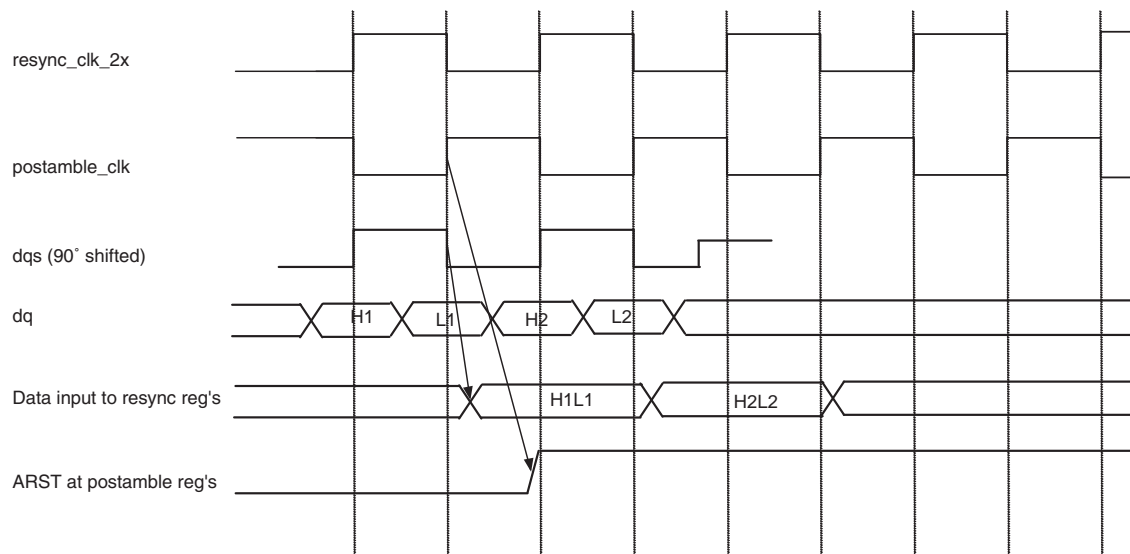 resync_clk_2x
postamble_clk
dqs (90˚ shifted)
dq
H1
L1
H2
L2
Data input to resync reg's
H1L1
H2L2
ARST at postamble reg's